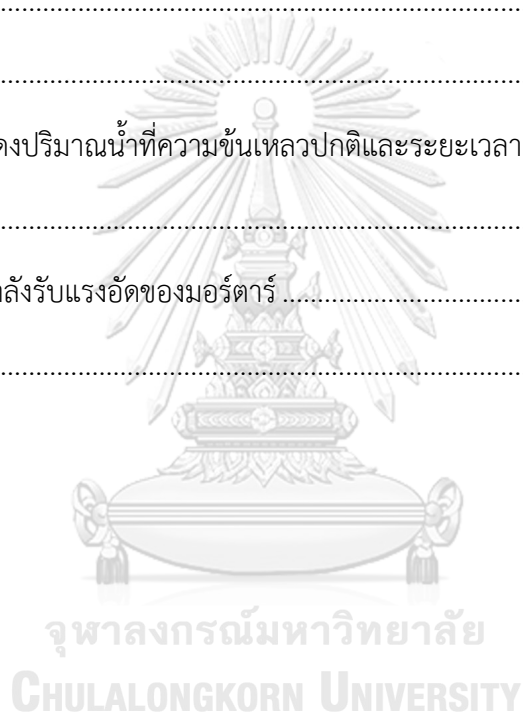 ....................................................................................
....................................................................................
ดงปริมาณน้ำที่ความข้นเหลวปกติและระยะเวลา
....................................................................................
าลังรับแรงอัดของมอร์ตาร์ ......................................
....................................................................................
จุฬาลงกรณ์มหาวิทยาลัย
CHULALONGKORN UNIVERSITY